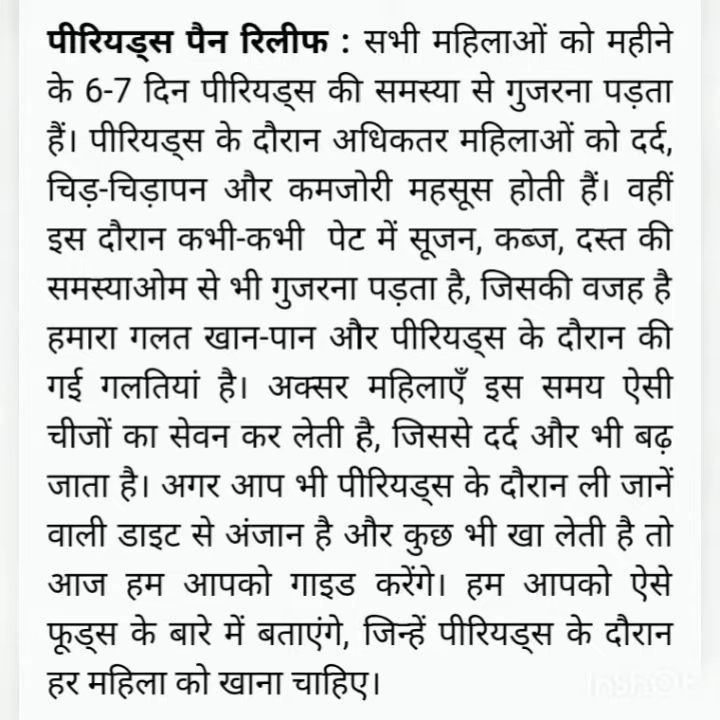 पीरियड्स पैन रिलीफ : सभी महिलाओं को महीने
के 6-7 दिन पीरियड्स की समस्या से गुजरना पड़ता
हैं। पीरियड्स के दौरान अधिकतर महिलाओं को दर्द,
चिड़-चिड़ापन और कमजोरी महसूस होती हैं। वहीं
इस दौरान कभी-कभी पेट में सूजन, कब्ज, दस्त की
समस्याओम से भी गुजरना पड़ता है, जिसकी वजह है
हमारा गलत खान-पान और पीरियड्स के दौरान की
गई गलतियां है। अक्सर महिलाएँ इस समय ऐसी
चीजों का सेवन कर लेती है, जिससे दर्द और भी बढ़
जाता है। अगर आप भी पीरियड्स के दौरान ली जानें
वाली डाइट से अंजान है और कुछ भी खा लेती है तो
आज हम आपको गाइड करेंगे। हम आपको ऐसे
फूड्स के बारे में बताएंगे, जिन्हें पीरियड्स के दौरान
हर महिला को खाना चाहिए।